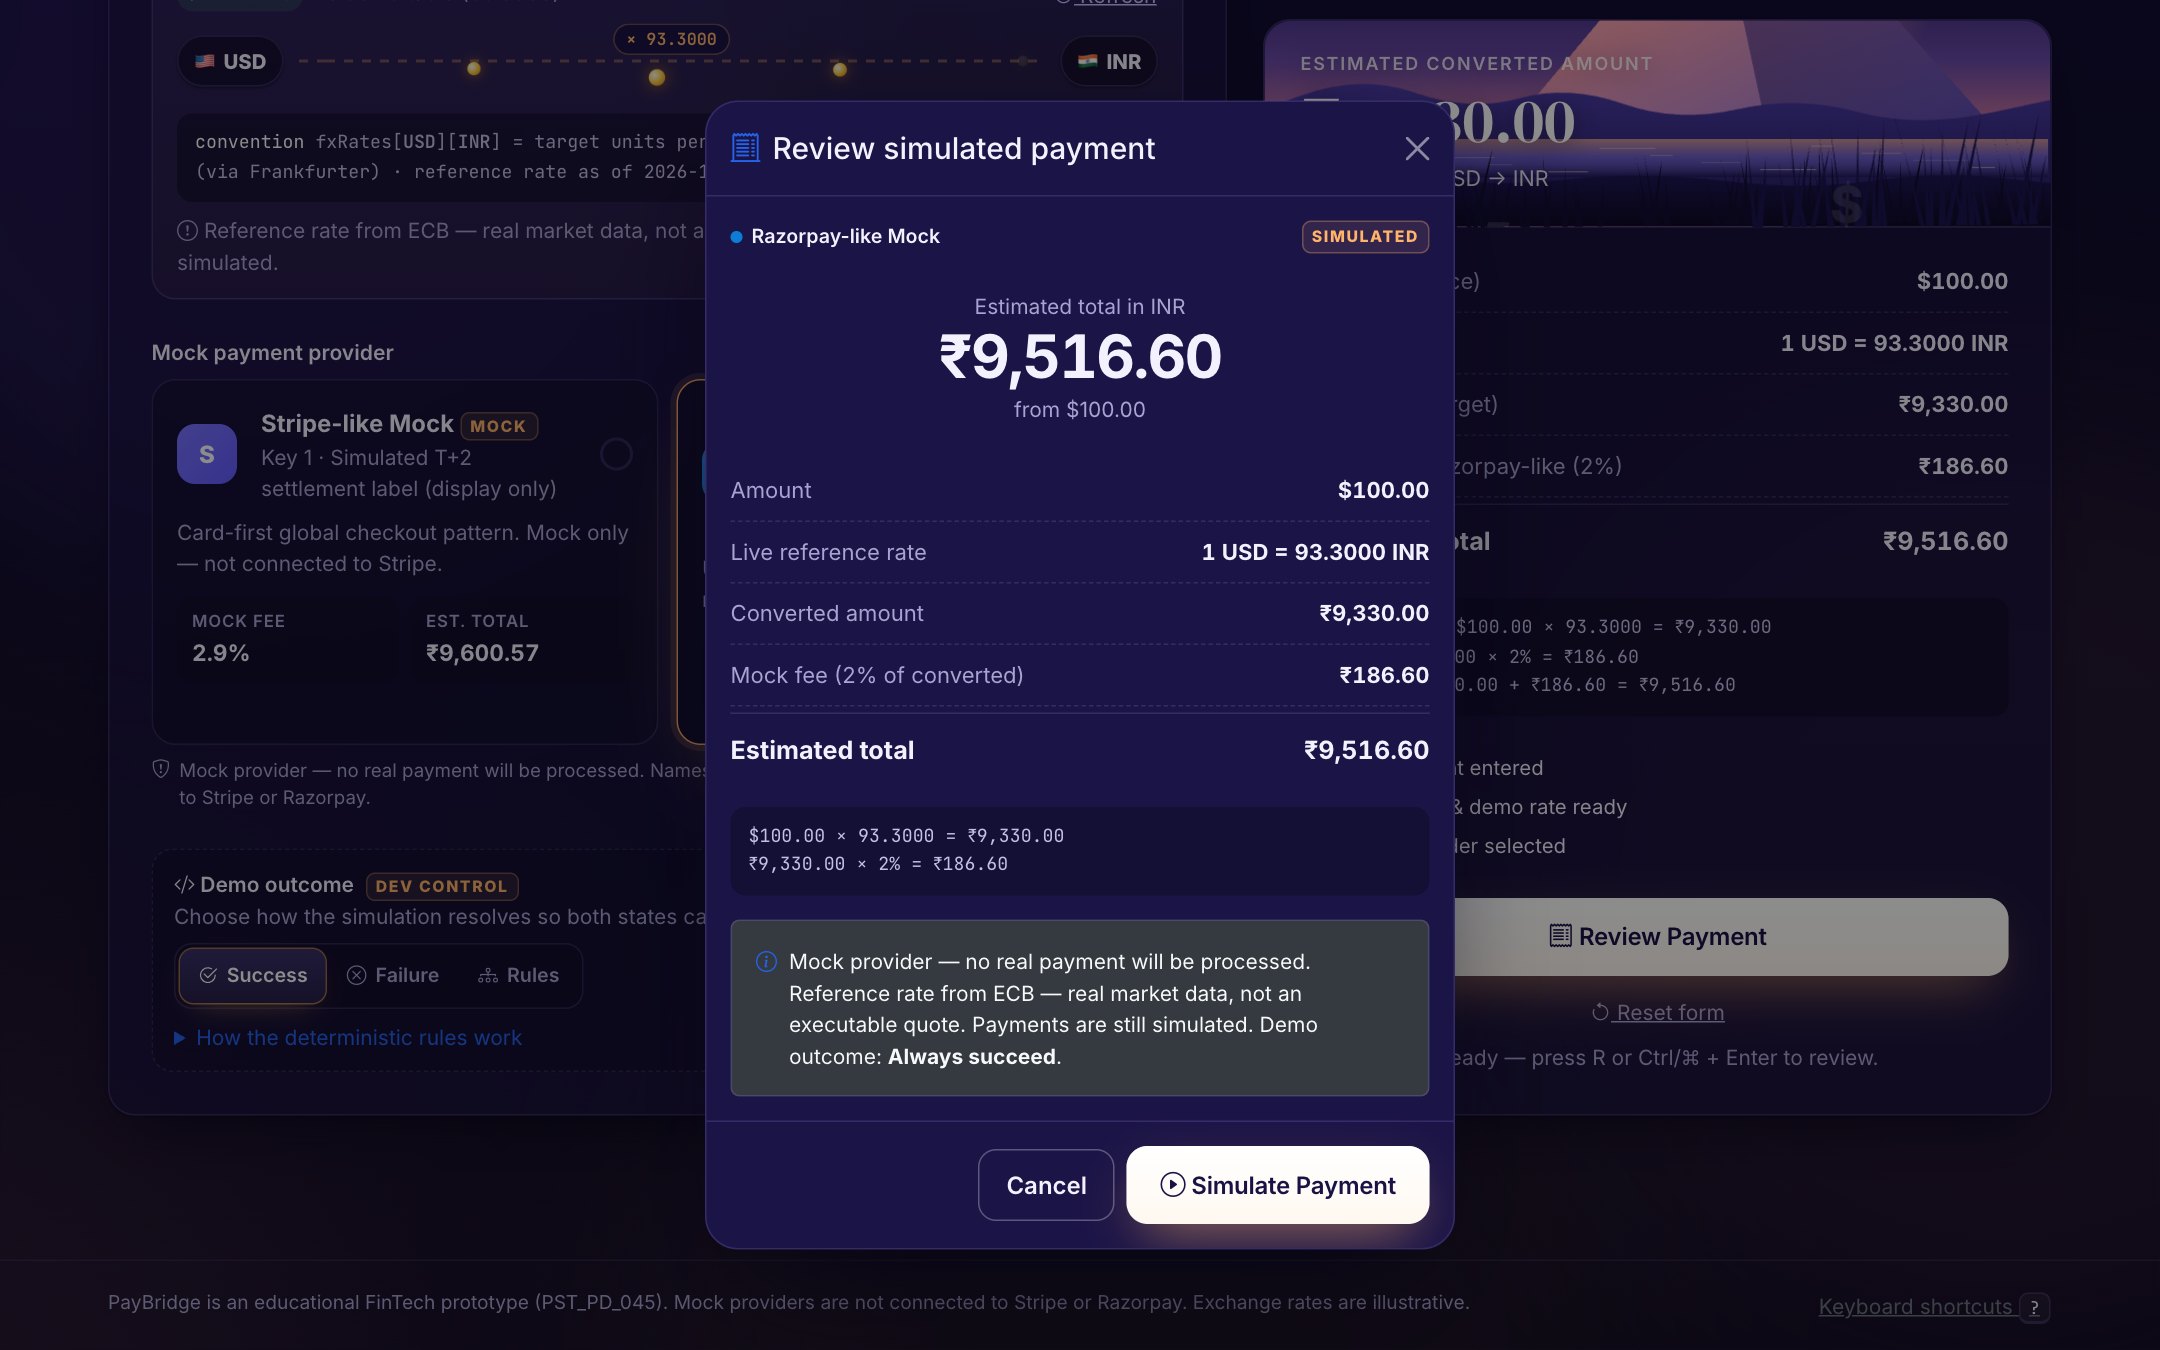 × 93.3000
USD
INR
convention fxRates[USD][INR] = target units per
(via Frankfurter) · reference rate as of 2026-1
Reference rate from ECB — real market data, not a
simulated.
Mock payment provider
S
Stripe-like Mock MOCK
Key 1 · Simulated T+2
settlement label (display only)
Card-first global checkout pattern. Mock only
— not connected to Stripe.
MOCK FEE
2.9%
EST. TOTAL
₹9,600.57
Mock provider — no real payment will be processed. Names
to Stripe or Razorpay.
Demo outcome DEV CONTROL
Choose how the simulation resolves so both states ca
Success
Failure
Rules
How the deterministic rules work
Review simulated payment
Razorpay-like Mock
SIMULATED
Estimated total in INR
₹9,516.60
from $100.00
Amount
$100.00
Live reference rate
1 USD = 93.3000 INR
Converted amount
₹9,330.00
Mock fee (2% of converted)
₹186.60
Estimated total
₹9,516.60
$100.00 × 93.3000 = ₹9,330.00
₹9,330.00 × 2% = ₹186.60
Mock provider — no real payment will be processed.
Reference rate from ECB — real market data, not an
executable quote. Payments are still simulated. Demo
outcome: Always succeed.
Cancel
Simulate Payment
ESTIMATED CONVERTED AMOUNT
30.00
SD → INR
$
$100.00
1 USD = 93.3000 INR
₹9,330.00
zorpay-like (2%)
₹186.60
₹9,516.60
$100.00 × 93.3000 = ₹9,330.00
00 × 2% = ₹186.60
0.00 + ₹186.60 = ₹9,516.60
entered
& demo rate ready
selected
Review Payment
Reset form
eady — press R or Ctrl/⌘ + Enter to review.
PayBridge is an educational FinTech prototype (PST_PD_045). Mock providers are not connected to Stripe or Razorpay. Exchange rates are illustrative.
Keyboard shortcuts ?